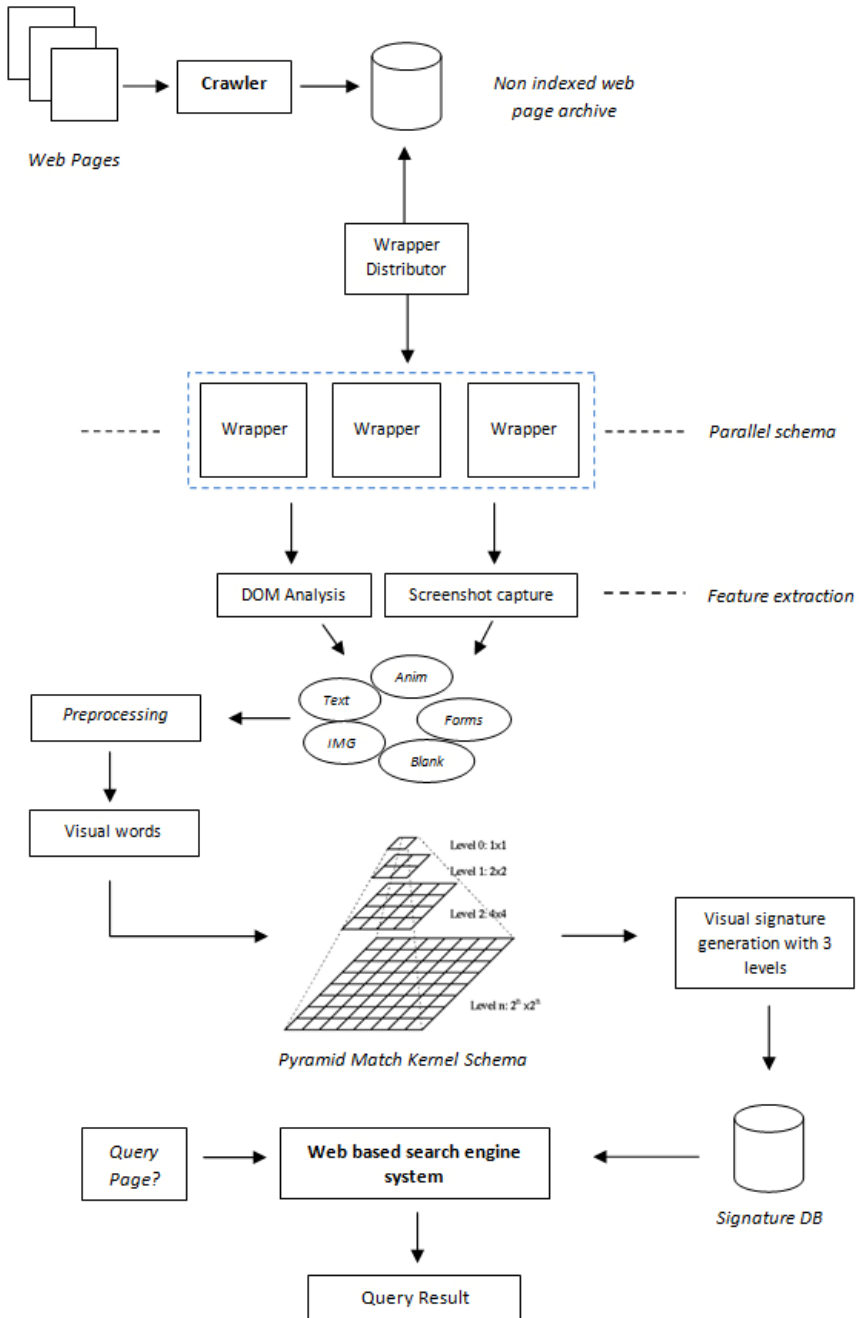 Crawler
Non indexed web
page archive
Web Pages
Wrapper
Distributor
Wrapper
Wrapper
Wrapper
Parallel schema
DOM Analysis
Screenshot capture
Feature extraction
Anim
Text
Forms
IMG
Blank
Preprocessing
Visual words
Level 0: 1x1
Level 1: 2x2
Level 2: 4x4
Level n: 2ⁿ x2ⁿ
Pyramid Match Kernel Schema
Visual signature
generation with 3
levels
Query
Page?
Web based search engine
system
Signature DB
Query Result